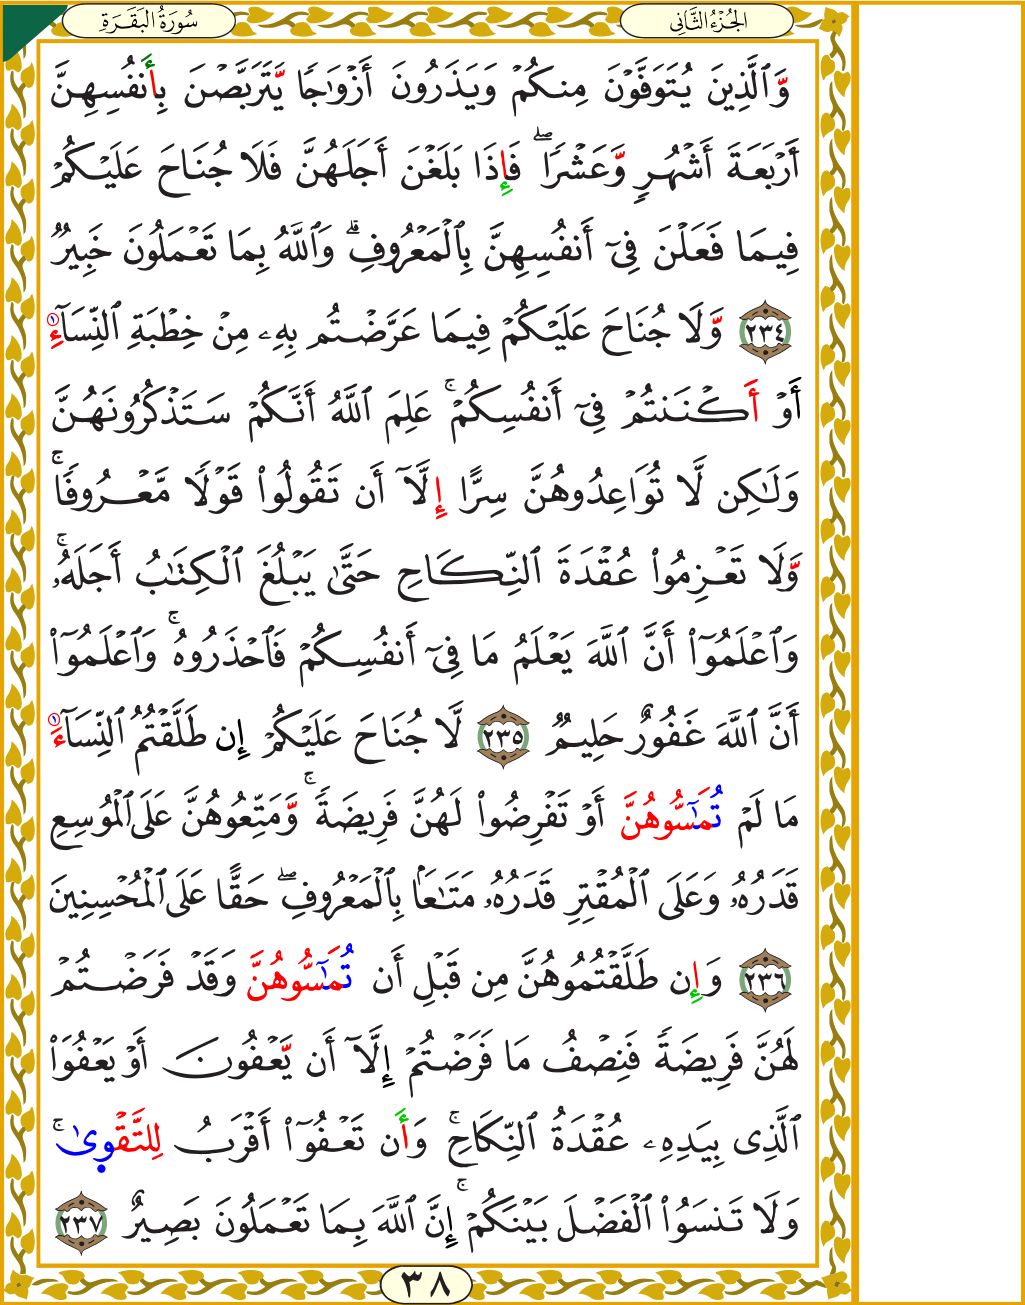 الجُزْءُ الثَّانِي
سُورَةُ البَقَرَةِ
وَّٱلَّذِينَ يُتَوَفَّوۡنَ مِنكُمۡ وَيَذَرُونَ أَزۡوَٰجٗا يَّتَرَبَّصۡنَ بِأَنفُسِهِنَّ
أَرۡبَعَةَ أَشۡهُرٖ وَّعَشۡرٗاۖ فَإِذَا بَلَغۡنَ أَجَلَهُنَّ فَلَا جُنَاحَ عَلَيۡكُمۡ
فِيمَا فَعَلۡنَ فِيٓ أَنفُسِهِنَّ بِٱلۡمَعۡرُوفِۗ وَٱللَّهُ بِمَا تَعۡمَلُونَ خَبِيرٞ
٢٣٤ وَّلَا جُنَاحَ عَلَيۡكُمۡ فِيمَا عَرَّضۡتُم بِهِۦ مِنۡ خِطۡبَةِ ٱلنِّسَآءِ ١
أَوۡ أَكۡنَنتُمۡ فِيٓ أَنفُسِكُمۡۚ عَلِمَ ٱللَّهُ أَنَّكُمۡ سَتَذۡكُرُونَهُنَّ
وَلَٰكِن لَّا تُوَاعِدُوهُنَّ سِرًّا إِلَّآ أَن تَقُولُواْ قَوۡلٗا مَّعۡرُوفٗاۚ
وَّلَا تَعۡزِمُواْ عُقۡدَةَ ٱلنِّكَاحِ حَتَّىٰ يَبۡلُغَ ٱلۡكِتَٰبُ أَجَلَهُۥۚ
وَٱعۡلَمُوٓاْ أَنَّ ٱللَّهَ يَعۡلَمُ مَا فِيٓ أَنفُسِكُمۡ فَٱحۡذَرُوهُۚ وَٱعۡلَمُوٓاْ
أَنَّ ٱللَّهَ غَفُورٌ حَلِيمٞ ٢٣٥ لَّا جُنَاحَ عَلَيۡكُمۡ إِن طَلَّقۡتُمُ ٱلنِّسَآءَ ١
مَا لَمۡ تُمَآسُّوهُنَّ أَوۡ تَفۡرِضُواْ لَهُنَّ فَرِيضَةٗۚ وَّمَتِّعُوهُنَّ عَلَى ٱلۡمُوسِعِ
قَدَرُهُۥ وَعَلَى ٱلۡمُقۡتِرِ قَدَرُهُۥ مَتَٰعَۢا بِٱلۡمَعۡرُوفِۖ حَقًّا عَلَى ٱلۡمُحۡسِنِينَ
٢٣٦ وَإِن طَلَّقۡتُمُوهُنَّ مِن قَبۡلِ أَن تُمَآسُّوهُنَّ وَقَدۡ فَرَضۡتُمۡ
لَهُنَّ فَرِيضَةٗ فَنِصۡفُ مَا فَرَضۡتُمۡ إِلَّآ أَن يَّعۡفُونَ أَوۡ يَعۡفُوَاْ
ٱلَّذِي بِيَدِهِۦ عُقۡدَةُ ٱلنِّكَاحِۚ وَأَن تَعۡفُوٓاْ أَقۡرَبُ لِلتَّقۡوٜىٰۚ
وَلَا تَنسَوُاْ ٱلۡفَضۡلَ بَيۡنَكُمۡۚ إِنَّ ٱللَّهَ بِمَا تَعۡمَلُونَ بَصِيرٌ ٢٣٧
٣٨